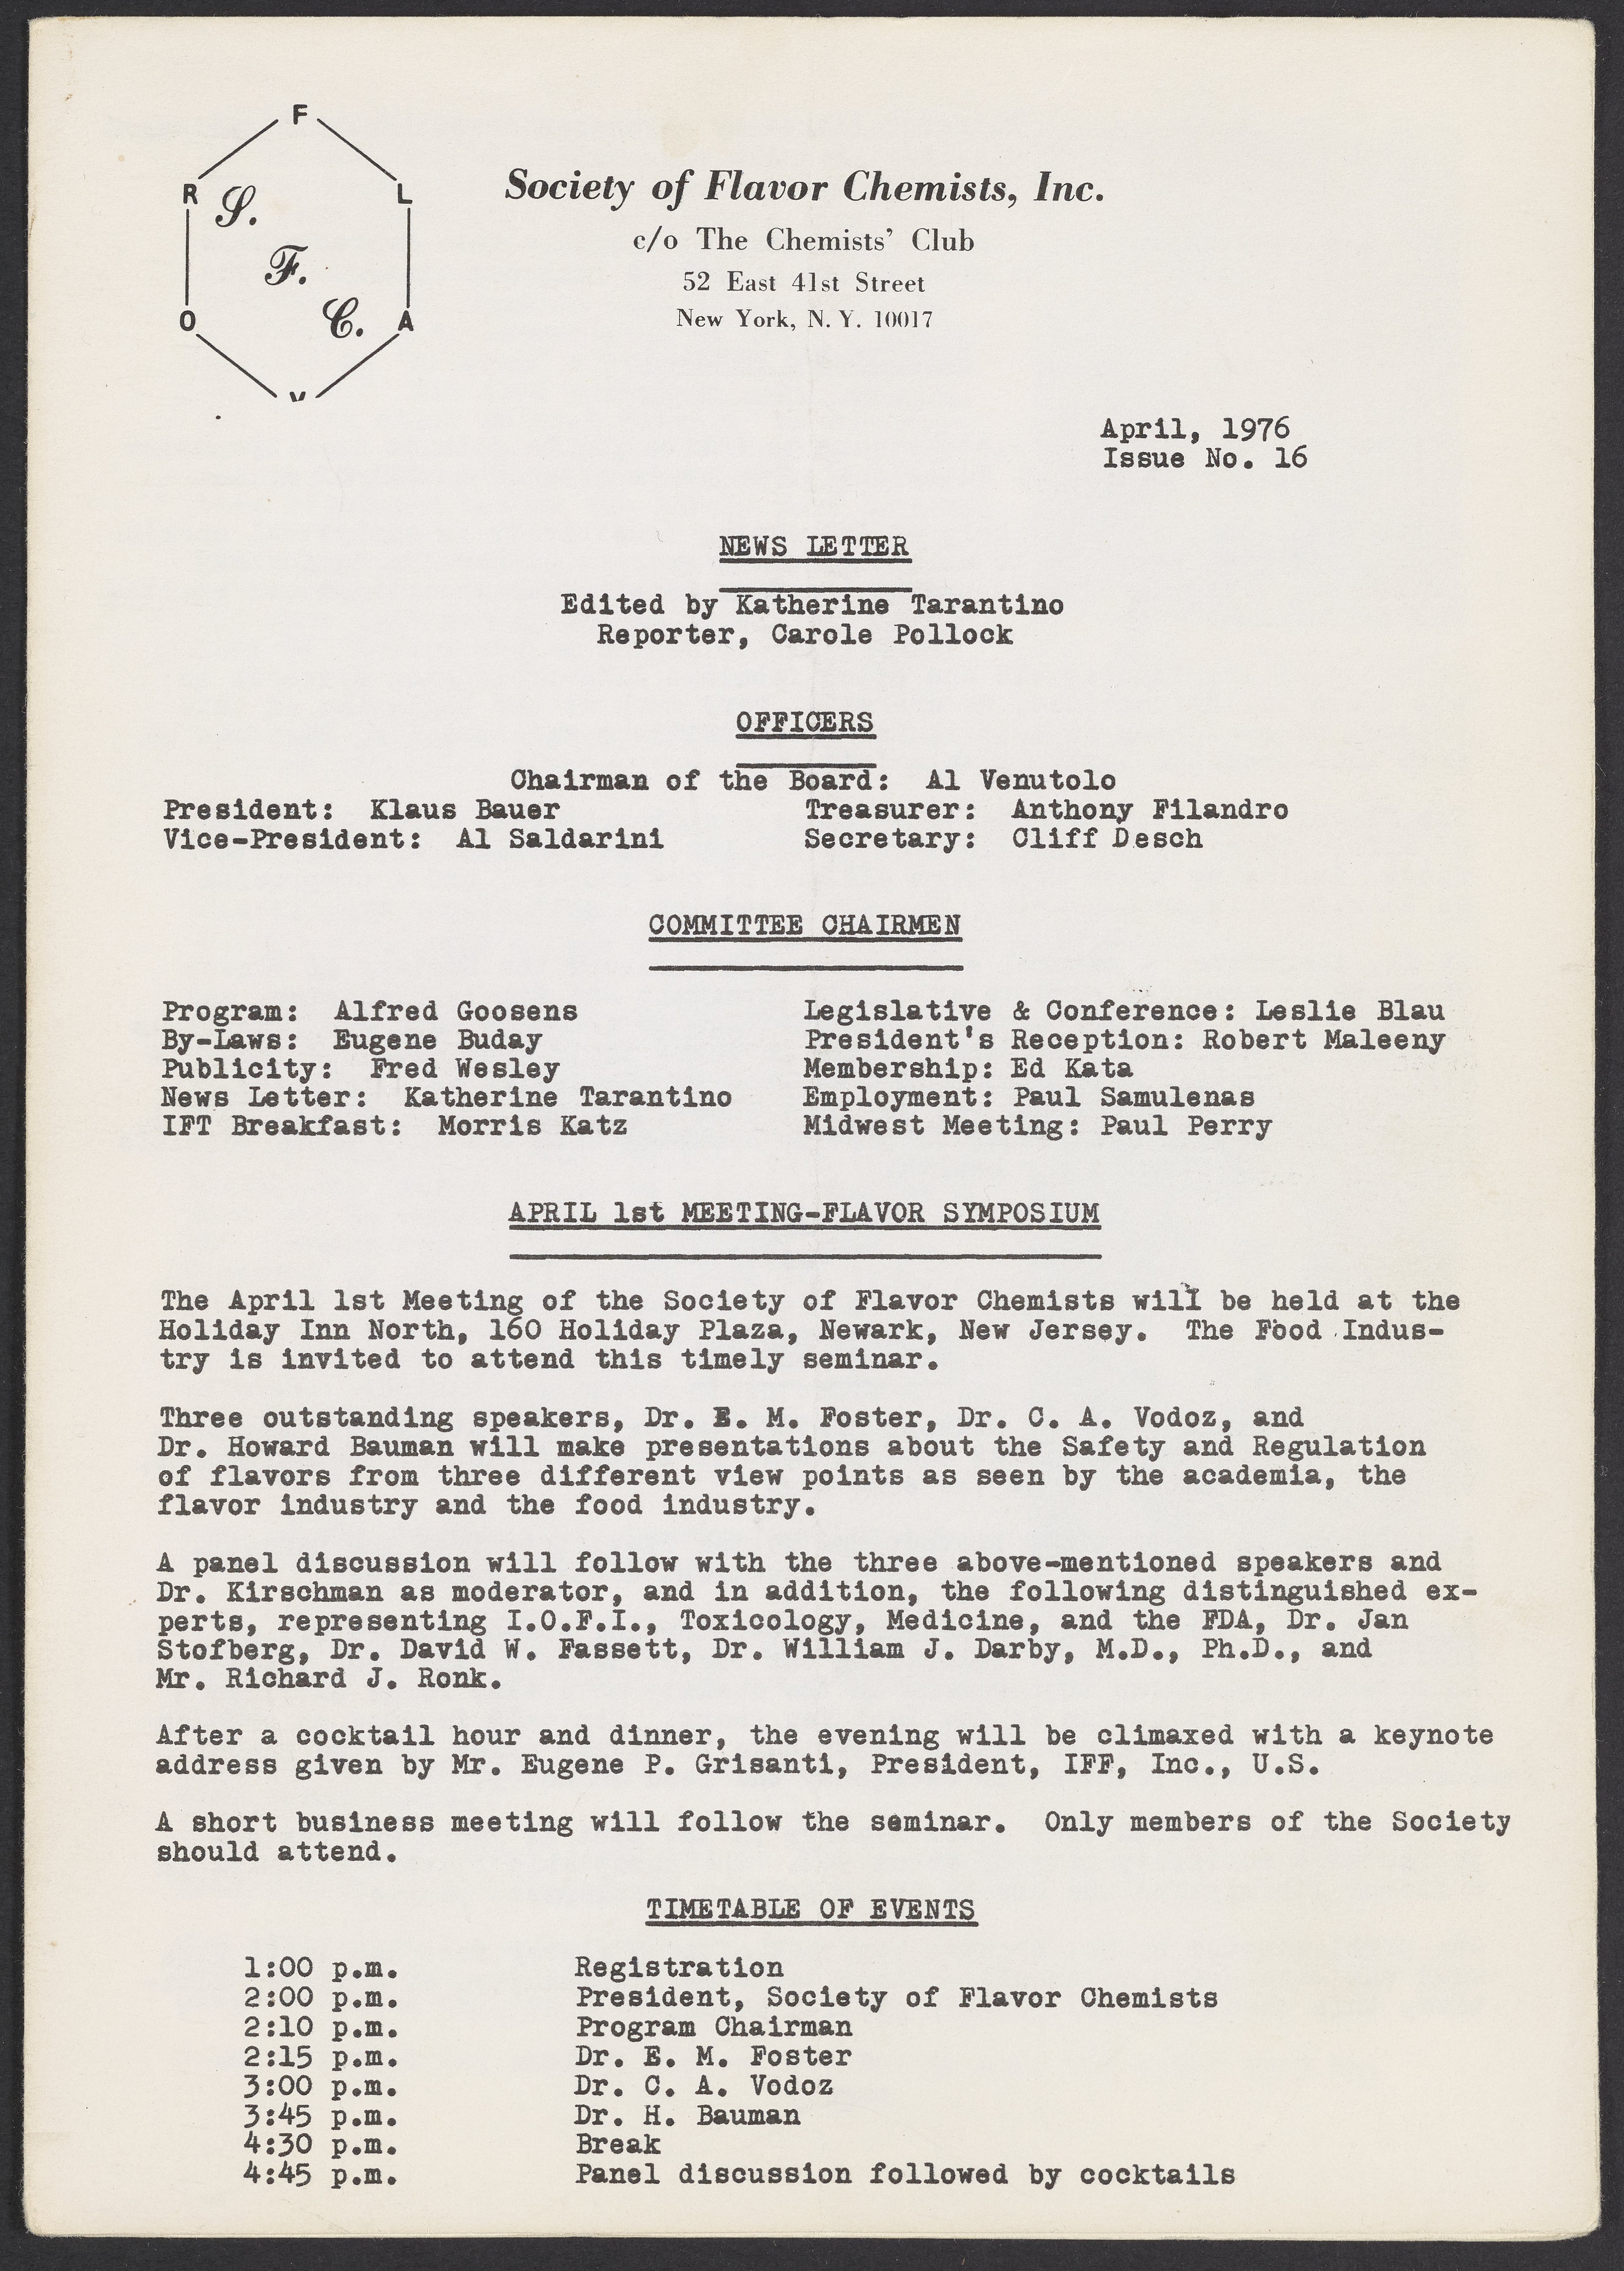 F
R L
S.
F.
C.
O A
V
Society of Flavor Chemists, Inc.
c/o The Chemists' Club
52 East 41st Street
New York, N. Y. 10017
April, 1976
Issue No. 16
NEWS LETTER
Edited by Katherine Tarantino
Reporter, Carole Pollock
OFFICERS
Chairman of the Board: Al Venutolo
President: Klaus Bauer Treasurer: Anthony Filandro
Vice-President: Al Saldarini Secretary: Cliff Desch
COMMITTEE CHAIRMEN
Program: Alfred Goosens Legislative & Conference: Leslie Blau
By-Laws: Eugene Buday President's Reception: Robert Maleeny
Publicity: Fred Wesley Membership: Ed Kata
News Letter: Katherine Tarantino Employment: Paul Samulenas
IFT Breakfast: Morris Katz Midwest Meeting: Paul Perry
APRIL 1st MEETING-FLAVOR SYMPOSIUM
The April 1st Meeting of the Society of Flavor Chemists will be held at the
Holiday Inn North, 160 Holiday Plaza, Newark, New Jersey. The Food Indus-
try is invited to attend this timely seminar.
Three outstanding speakers, Dr. E. M. Foster, Dr. C. A. Vodoz, and
Dr. Howard Bauman will make presentations about the Safety and Regulation
of flavors from three different view points as seen by the academia, the
flavor industry and the food industry.
A panel discussion will follow with the three above-mentioned speakers and
Dr. Kirschman as moderator, and in addition, the following distinguished ex-
perts, representing I.O.F.I., Toxicology, Medicine, and the FDA, Dr. Jan
Stofberg, Dr. David W. Fassett, Dr. William J. Darby, M.D., Ph.D., and
Mr. Richard J. Ronk.
After a cocktail hour and dinner, the evening will be climaxed with a keynote
address given by Mr. Eugene P. Grisanti, President, IFF, Inc., U.S.
A short business meeting will follow the seminar. Only members of the Society
should attend.
TIMETABLE OF EVENTS
1:00 p.m. Registration
2:00 p.m. President, Society of Flavor Chemists
2:10 p.m. Program Chairman
2:15 p.m. Dr. E. M. Foster
3:00 p.m. Dr. C. A. Vodoz
3:45 p.m. Dr. H. Bauman
4:30 p.m. Break
4:45 p.m. Panel discussion followed by cocktails